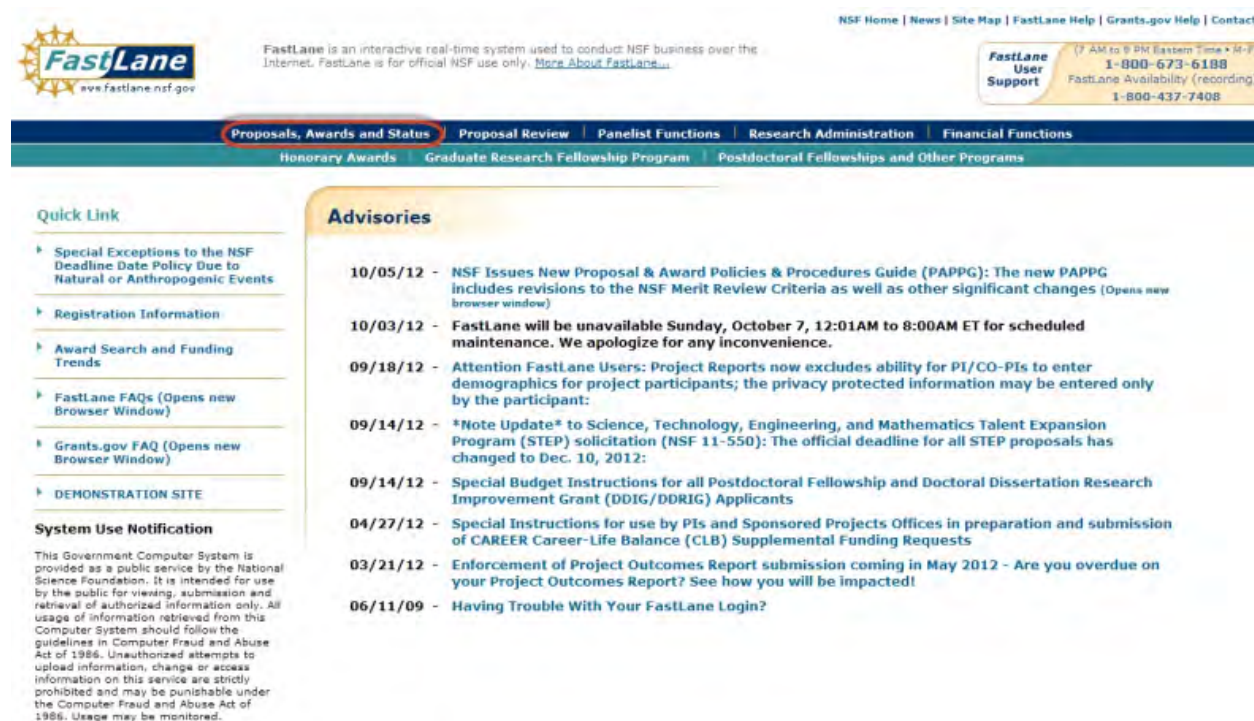 NSF Home | News | Site Map | FastLane Help | Grants.gov Help | Contact
FastLane
www.fastlane.nsf.gov
FastLane is an interactive real-time system used to conduct NSF business over the
Internet. FastLane is for official NSF use only. More About FastLane...
FastLane
User
Support
(7 AM to 9 PM Eastern Time • M-F
1-800-673-6188
FastLane Availability (recording
1-800-437-7408
Proposals, Awards and Status | Proposal Review | Panelist Functions | Research Administration | Financial Functions
Honorary Awards | Graduate Research Fellowship Program | Postdoctoral Fellowships and Other Programs
Quick Link
Special Exceptions to the NSF
Deadline Date Policy Due to
Natural or Anthropogenic Events
Registration Information
Award Search and Funding
Trends
FastLane FAQs (Opens new
Browser Window)
Grants.gov FAQ (Opens new
Browser Window)
DEMONSTRATION SITE
System Use Notification
This Government Computer System is
provided as a public service by the National
Science Foundation. It is intended for use
by the public for viewing, submission and
retrieval of authorized information only. All
usage of information retrieved from this
Computer System should follow the
guidelines in Computer Fraud and Abuse
Act of 1986. Unauthorized attempts to
upload information, change or access
information on this service are strictly
prohibited and may be punishable under
the Computer Fraud and Abuse Act of
1986. Usage may be monitored.
Advisories
10/05/12 - NSF Issues New Proposal & Award Policies & Procedures Guide (PAPPG): The new PAPPG
includes revisions to the NSF Merit Review Criteria as well as other significant changes (Opens new
browser window)
10/03/12 - FastLane will be unavailable Sunday, October 7, 12:01AM to 8:00AM ET for scheduled
maintenance. We apologize for any inconvenience.
09/18/12 - Attention FastLane Users: Project Reports now excludes ability for PI/CO-PIs to enter
demographics for project participants; the privacy protected information may be entered only
by the participant:
09/14/12 - *Note Update* to Science, Technology, Engineering, and Mathematics Talent Expansion
Program (STEP) solicitation (NSF 11-550): The official deadline for all STEP proposals has
changed to Dec. 10, 2012:
09/14/12 - Special Budget Instructions for all Postdoctoral Fellowship and Doctoral Dissertation Research
Improvement Grant (DDIG/DDRIG) Applicants
04/27/12 - Special Instructions for use by PIs and Sponsored Projects Offices in preparation and submission
of CAREER Career-Life Balance (CLB) Supplemental Funding Requests
03/21/12 - Enforcement of Project Outcomes Report submission coming in May 2012 - Are you overdue on
your Project Outcomes Report? See how you will be impacted!
06/11/09 - Having Trouble With Your FastLane Login?